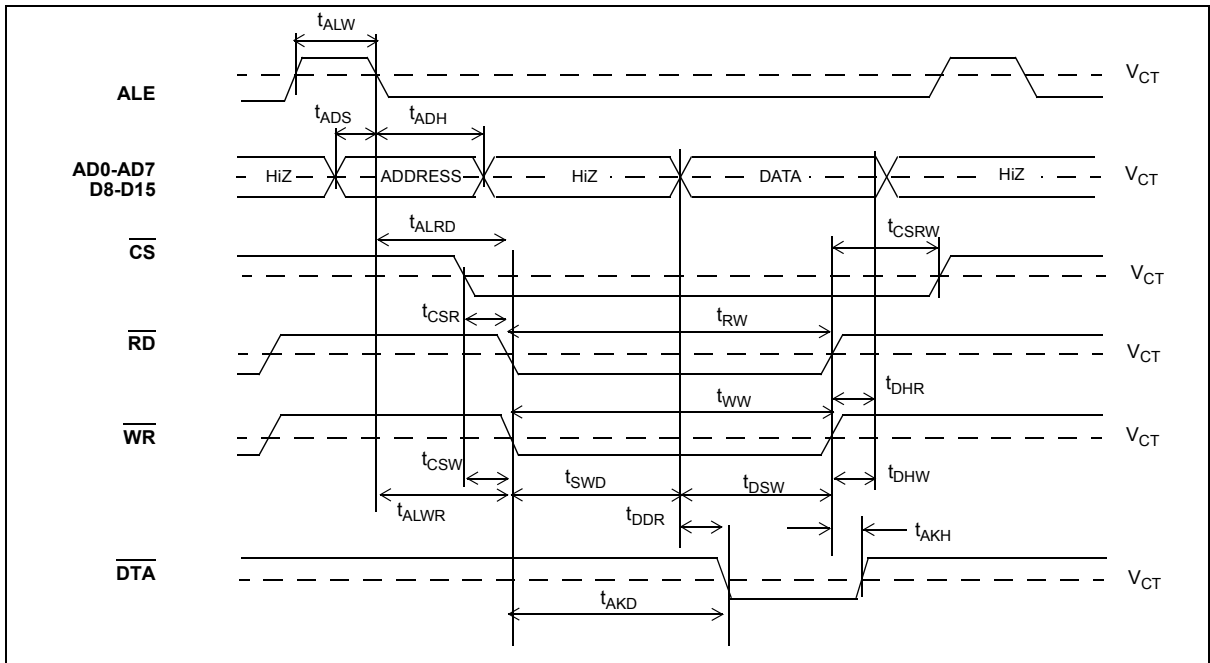 tALW
ALE
VCT
tADS
tADH
AD0-AD7
D8-D15
HiZ
ADDRESS
HiZ
DATA
HiZ
VCT
tALRD
tCSRW
CS
VCT
tCSR
tRW
RD
VCT
tDHR
tWW
WR
VCT
tCSW
tSWD
tDSW
tDHW
tALWR
tDDR
tAKH
DTA
VCT
tAKD